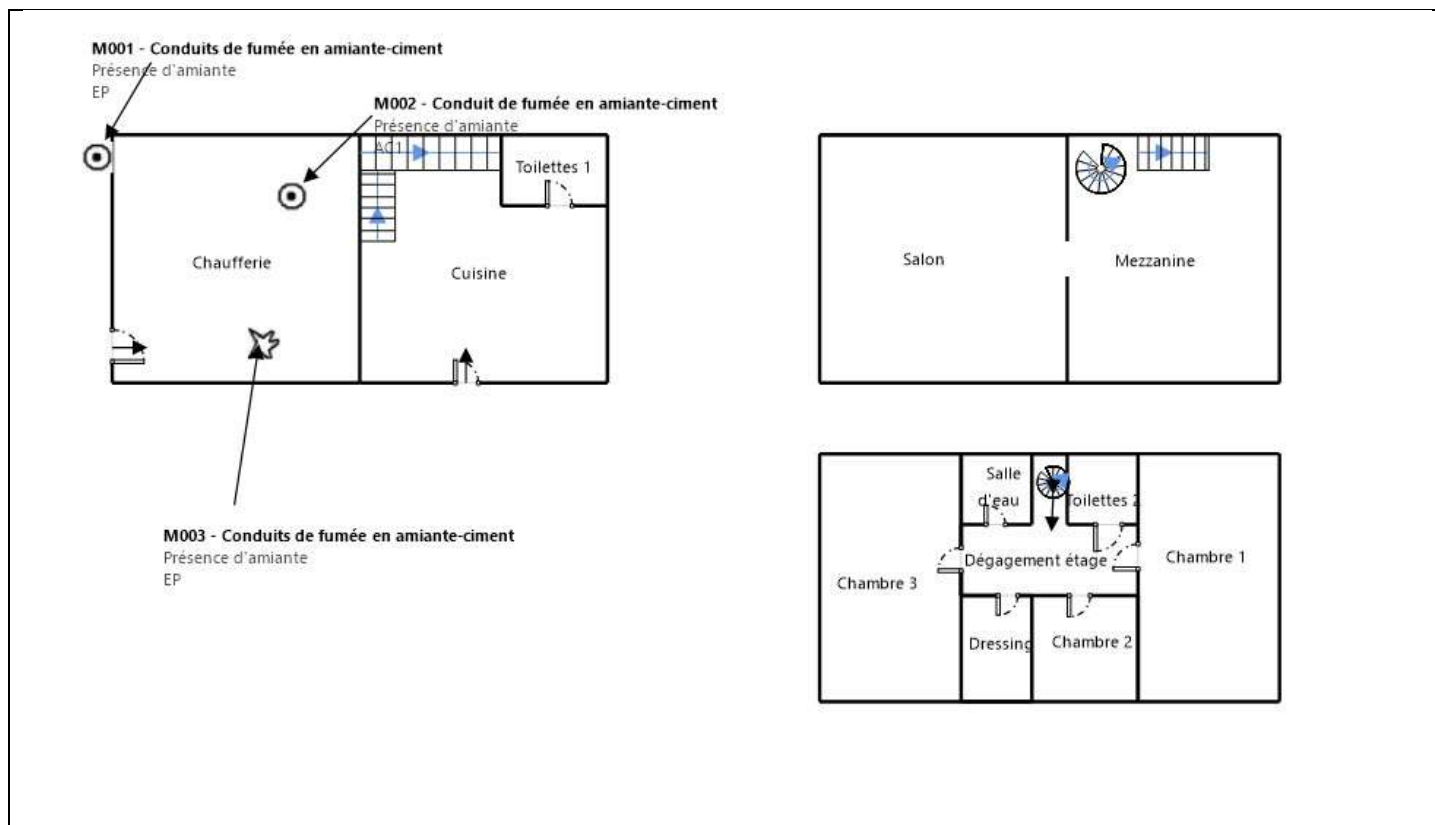 M001 - Conduits de fumée en amiante-ciment
Présence d'amiante
EP
M002 - Conduit de fumée en amiante-ciment
Présence d'amiante
AC1
Toilettes 1
Chaufferie
Cuisine
Salon
Mezzanine
M003 - Conduits de fumée en amiante-ciment
Présence d'amiante
EP
Salle
d'eau
Toilettes 2
Dégagement étage
Chambre 1
Chambre 3
Dressing
Chambre 2